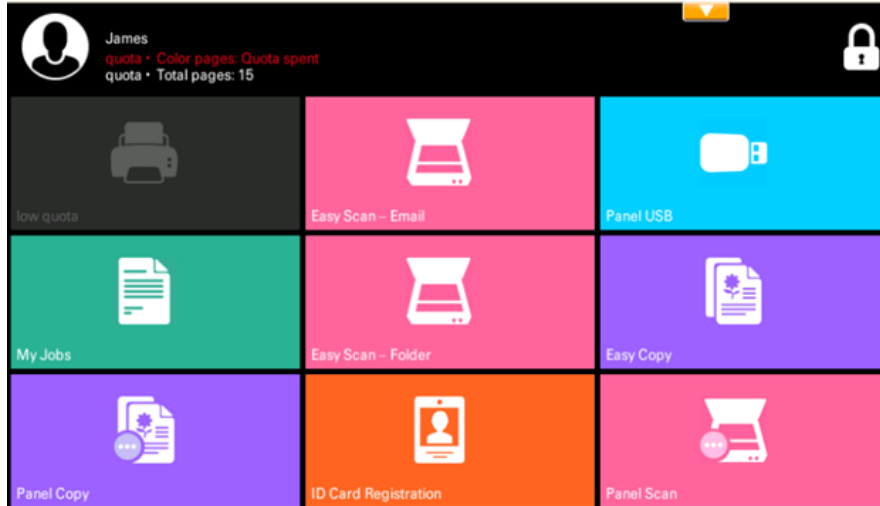 James
quota • Color pages: Quota spent
quota • Total pages: 15
low quota
Easy Scan – Email
Panel USB
My Jobs
Easy Scan – Folder
Easy Copy
Panel Copy
ID Card Registration
Panel Scan